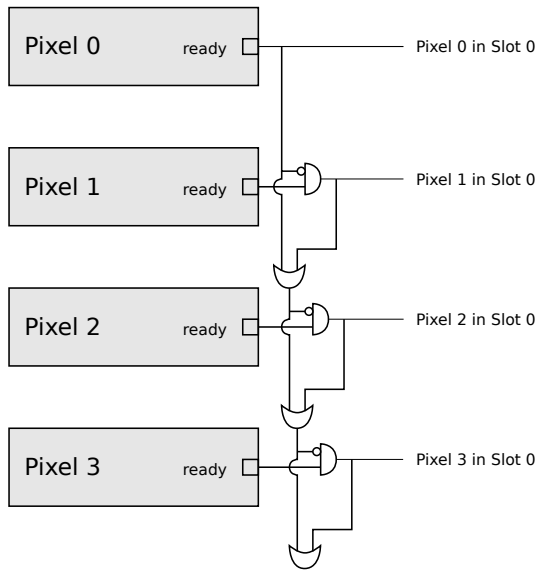 Pixel 0
ready
Pixel 0 in Slot 0
Pixel 1
ready
Pixel 1 in Slot 0
Pixel 2
ready
Pixel 2 in Slot 0
Pixel 3
ready
Pixel 3 in Slot 0